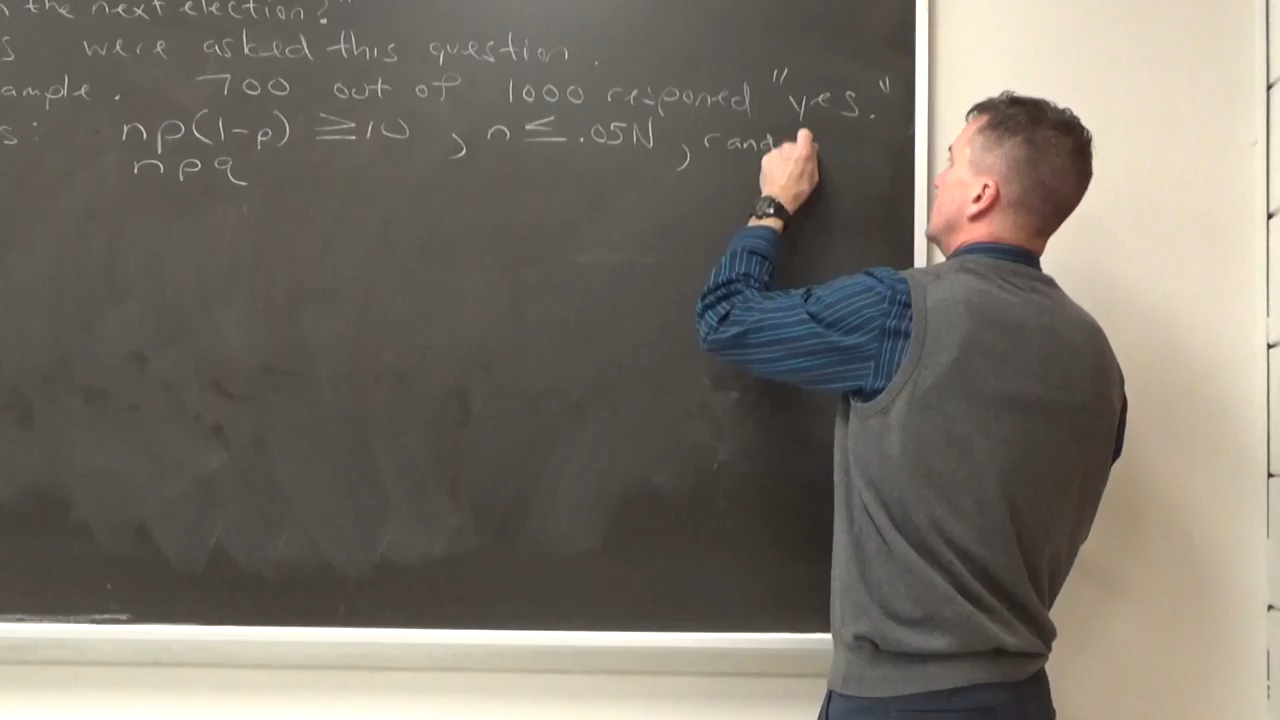 n the next election?"
s were asked this question.
ample. 700 out of 1000 responed "yes."
s: np(1-p) ≥10 , n ≤ .05N , rand
npq